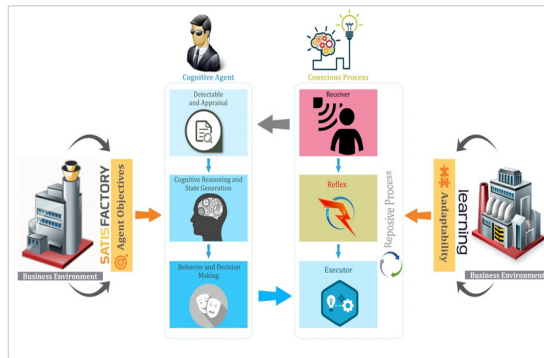 Cognitive Agent
Conscious Process
Detectable
and Appraisal
Receiver
Cognitive Reasoning and
State Generation
Reflex
Behavior and Decision
Making
Executor
Reposive Process
SATISFACTORY
Agent Objectives
Business Environment
learning
Aadaptability
Business Environment